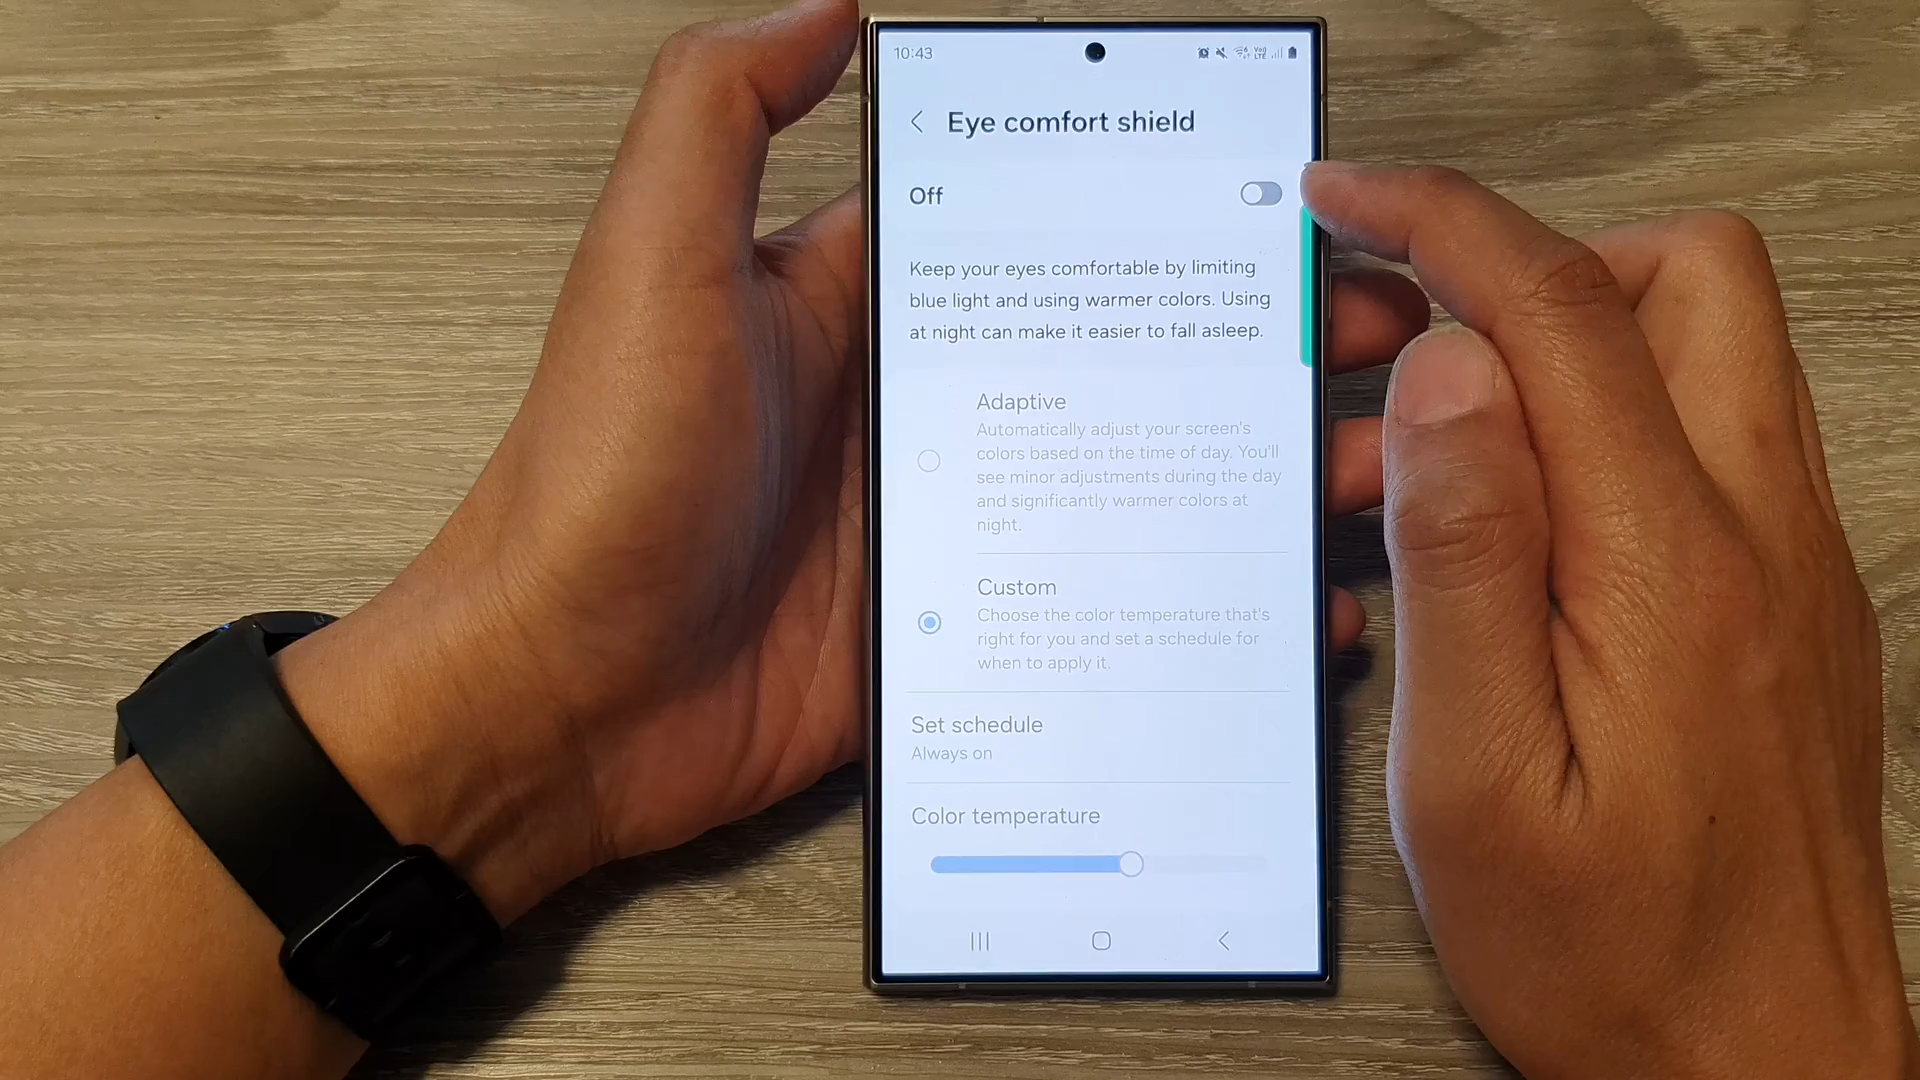 10:43
Vo)
LTE
Eye comfort shield
Off
Keep your eyes comfortable by limiting
blue light and using warmer colors. Using
at night can make it easier to fall asleep.
Adaptive
Automatically adjust your screen's
colors based on the time of day. You'll
see minor adjustments during the day
and significantly warmer colors at
night.
Custom
Choose the color temperature that's
right for you and set a schedule for
when to apply it.
Set schedule
Always on
Color temperature